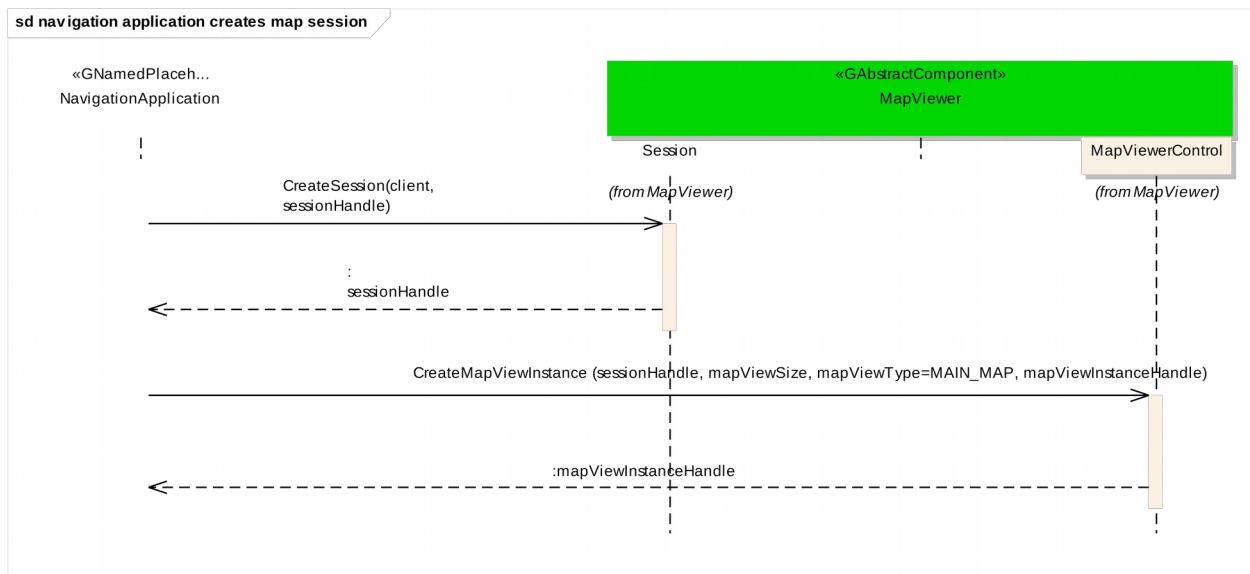 sd navigation application creates map session
«GNamedPlaceh...
NavigationApplication
«GAbstractComponent»
MapViewer
Session
MapViewerControl
(from MapViewer)
(from MapViewer)
CreateSession(client,
sessionHandle)
:
sessionHandle
CreateMapViewInstance (sessionHandle, mapViewSize, mapViewType=MAIN_MAP, mapViewInstanceHandle)
:mapViewInstanceHandle